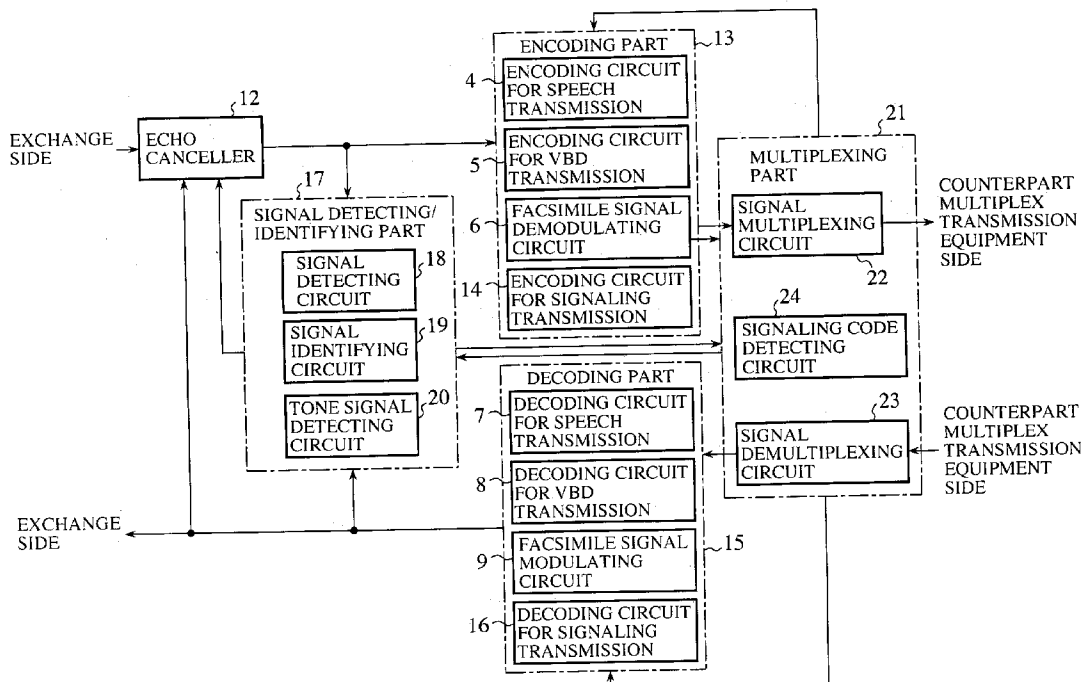 ENCODING PART
13
4
ENCODING CIRCUIT
FOR SPEECH
TRANSMISSION
12
EXCHANGE
SIDE
ECHO
CANCELLER
5
ENCODING CIRCUIT
FOR VBD
TRANSMISSION
21
MULTIPLEXING
PART
17
SIGNAL DETECTING/
IDENTIFYING PART
6
FACSIMILE SIGNAL
DEMODULATING
CIRCUIT
SIGNAL
MULTIPLEXING
CIRCUIT
22
COUNTERPART
MULTIPLEX
TRANSMISSION
EQUIPMENT
SIDE
SIGNAL
DETECTING
CIRCUIT
18
14
ENCODING CIRCUIT
FOR SIGNALING
TRANSMISSION
SIGNAL
IDENTIFYING
CIRCUIT
19
24
SIGNALING CODE
DETECTING
CIRCUIT
TONE SIGNAL
DETECTING
CIRCUIT
20
DECODING PART
7
DECODING CIRCUIT
FOR SPEECH
TRANSMISSION
23
SIGNAL
DEMULTIPLEXING
CIRCUIT
COUNTERPART
MULTIPLEX
TRANSMISSION
EQUIPMENT
SIDE
8
DECODING CIRCUIT
FOR VBD
TRANSMISSION
EXCHANGE
SIDE
9
FACSIMILE SIGNAL
MODULATING
CIRCUIT
15
16
DECODING CIRCUIT
FOR SIGNALING
TRANSMISSION